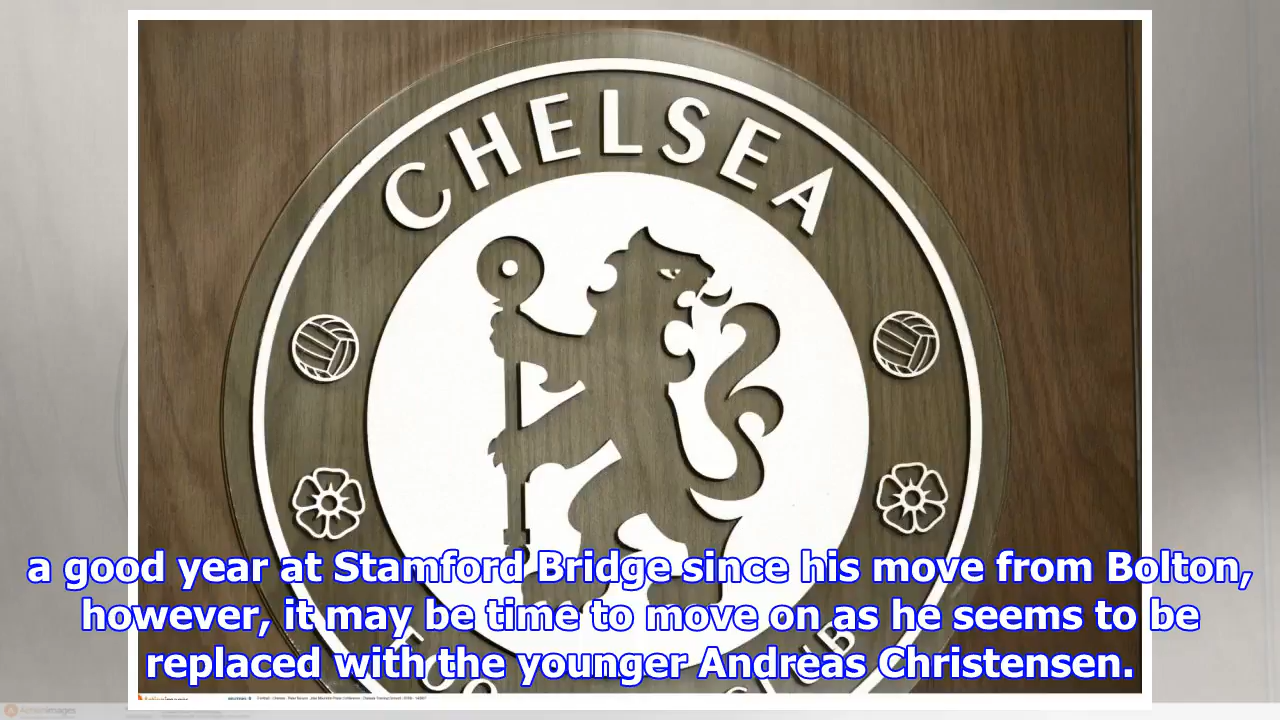 CHELSEA
a good year at Stamford Bridge since his move from Bolton,
however, it may be time to move on as he seems to be
replaced with the younger Andreas Christensen.